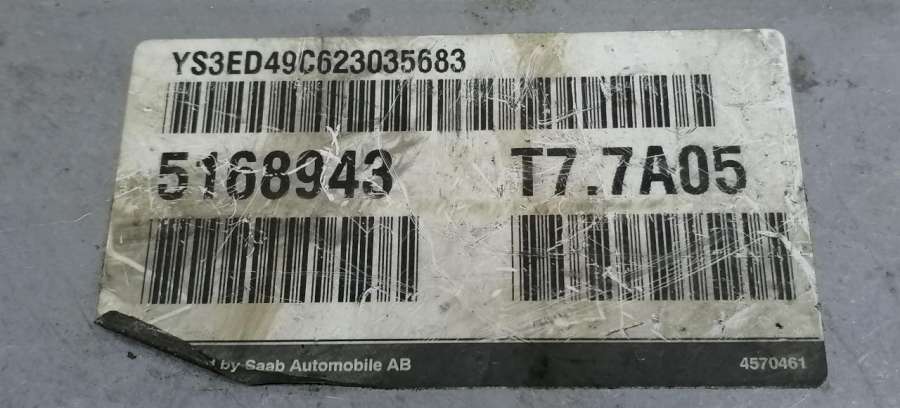 YS3ED49C623035683
5168943 T7.7A05
by Saab Automobile AB 4570461